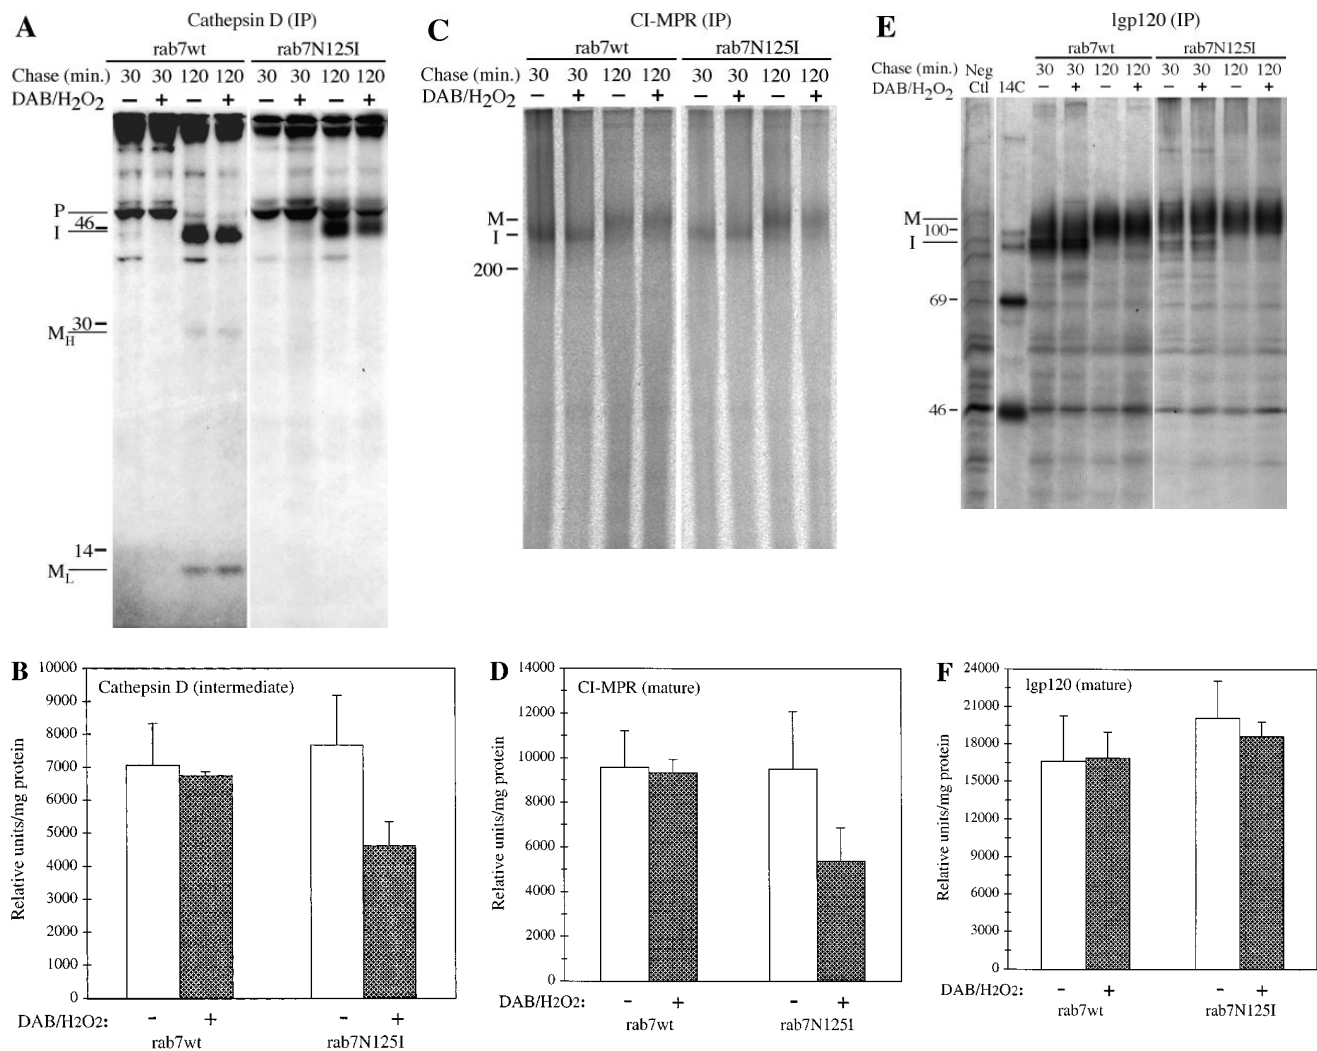 A
Cathepsin D (IP)
rab7wt rab7N125I
Chase (min.) 30 30 120 120 30 30 120 120
DAB/H2O2 – + – + – + – +
P
46
I
30
MH
14
ML
C
CI-MPR (IP)
rab7wt rab7N125I
Chase (min.) 30 30 120 120 30 30 120 120
DAB/H2O2 – + – + – + – +
M
I
200
E
lgp120 (IP)
rab7wt rab7N125I
Chase (min.) Neg 30 30 120 120 30 30 120 120
DAB/H2O2 Ctl 14C – + – + – + – +
M
100
I
69
46
B
Cathepsin D (intermediate)
Relative units/mg protein
10000
9000
8000
7000
6000
5000
4000
3000
2000
1000
0
DAB/H2O2: - + - +
rab7wt rab7N125I
D
CI-MPR (mature)
Relative units/mg protein
14000
12000
10000
8000
6000
4000
2000
0
DAB/H2O2: - + - +
rab7wt rab7N125I
F
lgp120 (mature)
Relative units/mg protein
24000
21000
18000
15000
12000
9000
6000
3000
0
DAB/H2O2: - + - +
rab7wt rab7N125I